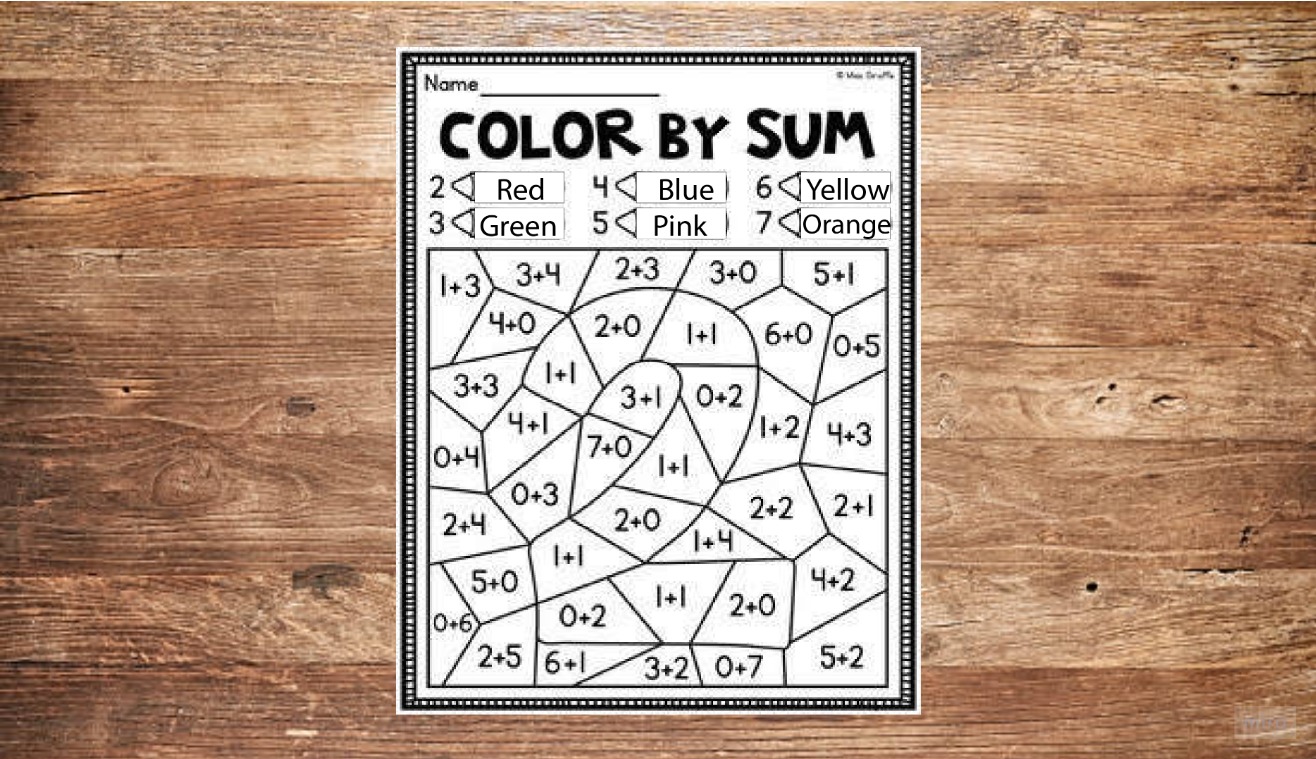 Name
© Miss Giraffe
COLOR BY SUM
2 Red 4 Blue 6 Yellow
3 Green 5 Pink 7 Orange
1+3 3+4 2+3 3+0 5+1
4+0 2+0 1+1 6+0 0+5
3+3 1+1 3+1 0+2
4+1 1+2 4+3
0+4 7+0 1+1
0+3 2+0 2+2 2+1
2+4 1+1 1+4
5+0 1+1 2+0 4+2
0+6 0+2
2+5 6+1 3+2 0+7 5+2